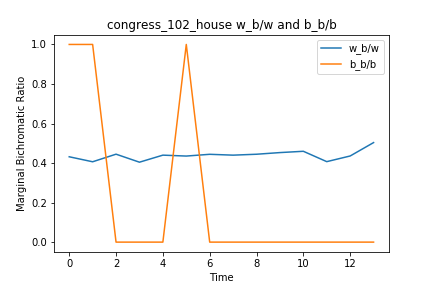 congress_102_house w_b/w and b_b/b
w_b/w
b_b/b
Marginal Bichromatic Ratio
1.0
0.8
0.6
0.4
0.2
0.0
0 2 4 6 8 10 12
Time